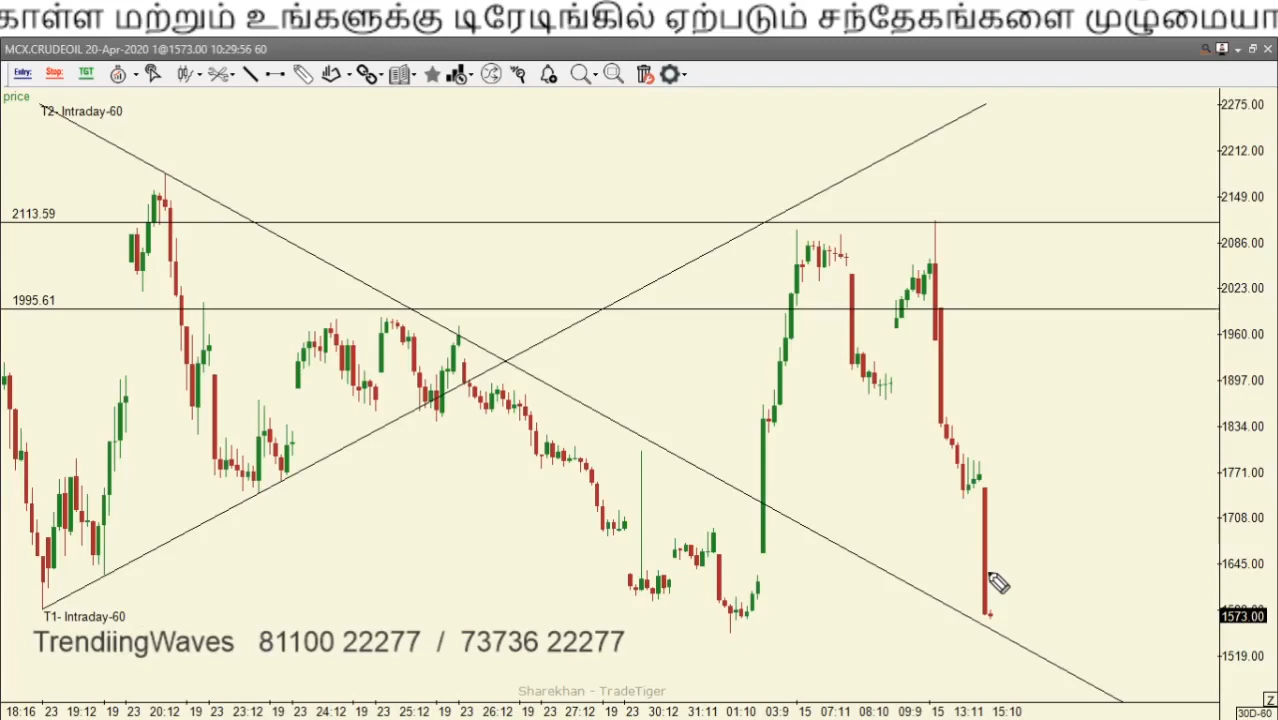 காள்ள மற்றும் உங்களுக்கு டிரேடிங்கில் ஏற்படும் சந்தேகங்களை முழுமையா
MCX.CRUDEOIL 20-Apr-2020 1@1573.00 10:29:56 60
Entry: Stop: TGT
price
T2- Intraday-60
2275.00
2212.00
2149.00
2113.59
2086.00
2023.00
1995.61
1960.00
1897.00
1834.00
1771.00
1708.00
1645.00
1573.00
T1- Intraday-60
TrendiingWaves 81100 22277 / 73736 22277
1519.00
Sharekhan - TradeTiger
Z
18:16 23 19:12 19 23 20:12 19 23 23:12 19 23 24:12 19 23 25:12 19 23 26:12 19 23 27:12 19 23 30:12 31:11 01:10 03:9 15 07:11 08:10 09:9 15 13:11 15:10
30D-60